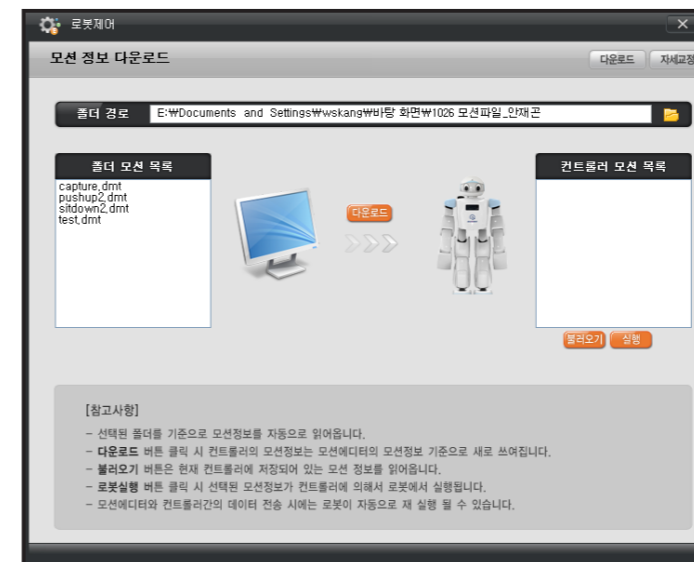 로봇제어
모션 정보 다운로드
다운로드 자세교정
폴더 경로 E:₩Documents and Settings₩wskang₩바탕 화면₩1026 모션파일_안재곤
폴더 모션 목록
컨트롤러 모션 목록
capture.dmt
pushup2.dmt
sitdown2.dmt
test.dmt
다운로드
불러오기 실행
[참고사항]
- 선택된 폴더를 기준으로 모션정보를 자동으로 읽어옵니다.
- 다운로드 버튼 클릭 시 컨트롤러의 모션정보는 모션에디터의 모션정보 기준으로 새로 쓰여집니다.
- 불러오기 버튼은 현재 컨트롤러에 저장되어 있는 모션 정보를 읽어옵니다.
- 로봇실행 버튼 클릭 시 선택된 모션정보가 컨트롤러에 의해서 로봇에서 실행됩니다.
- 모션에디터와 컨트롤러간의 데이터 전송 시에는 로봇이 자동으로 재 실행 될 수 있습니다.